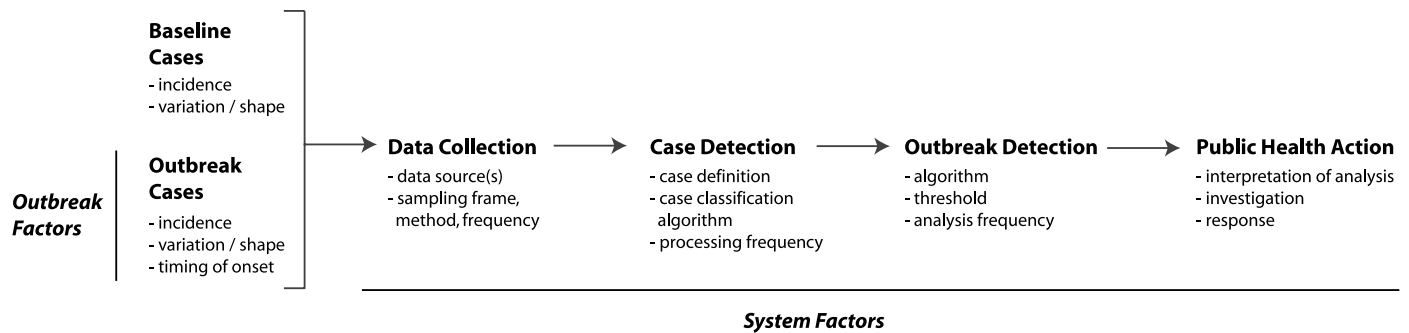 Baseline
Cases
- incidence
- variation / shape
Outbreak
Factors
Outbreak
Cases
- incidence
- variation / shape
- timing of onset
Data Collection
- data source(s)
- sampling frame,
method, frequency
Case Detection
- case definition
- case classification
algorithm
- processing frequency
Outbreak Detection
- algorithm
- threshold
- analysis frequency
Public Health Action
- interpretation of analysis
- investigation
- response
System Factors